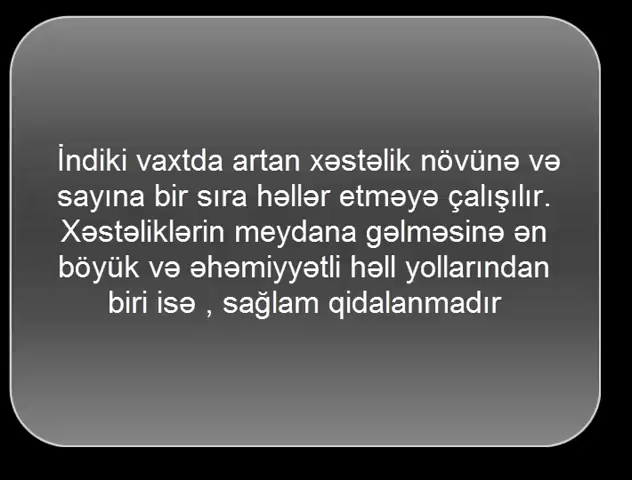 İndiki vaxtda artan xəstəlik növünə və
sayına bir sıra həllər etməyə çalışılır.
Xəstəliklərin meydana gəlməsinə ən
böyük və əhəmiyyətli həll yollarından
biri isə , sağlam qidalanmadır